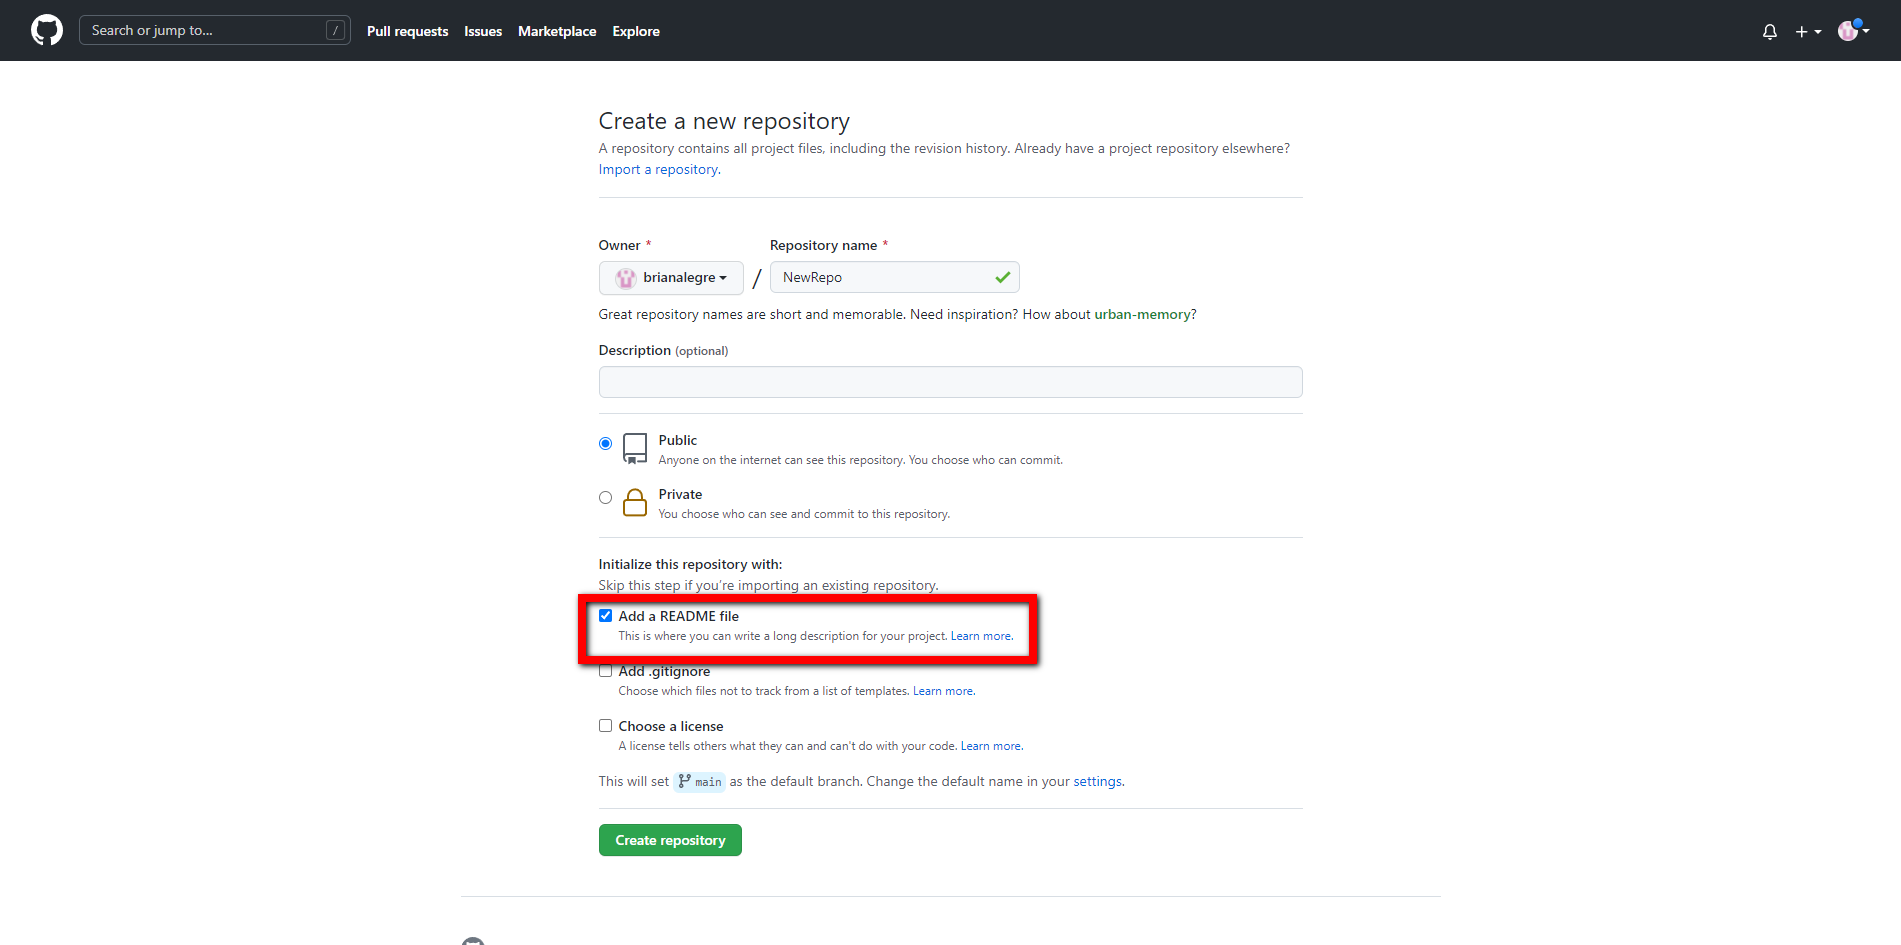 Search or jump to... /
Pull requests Issues Marketplace Explore
Create a new repository
A repository contains all project files, including the revision history. Already have a project repository elsewhere?
Import a repository.
Owner * Repository name *
brianalegre / NewRepo
Great repository names are short and memorable. Need inspiration? How about urban-memory?
Description (optional)
Public
Anyone on the internet can see this repository. You choose who can commit.
Private
You choose who can see and commit to this repository.
Initialize this repository with:
Skip this step if you're importing an existing repository.
Add a README file
This is where you can write a long description for your project. Learn more.
Add .gitignore
Choose which files not to track from a list of templates. Learn more.
Choose a license
A license tells others what they can and can't do with your code. Learn more.
This will set main as the default branch. Change the default name in your settings.
Create repository